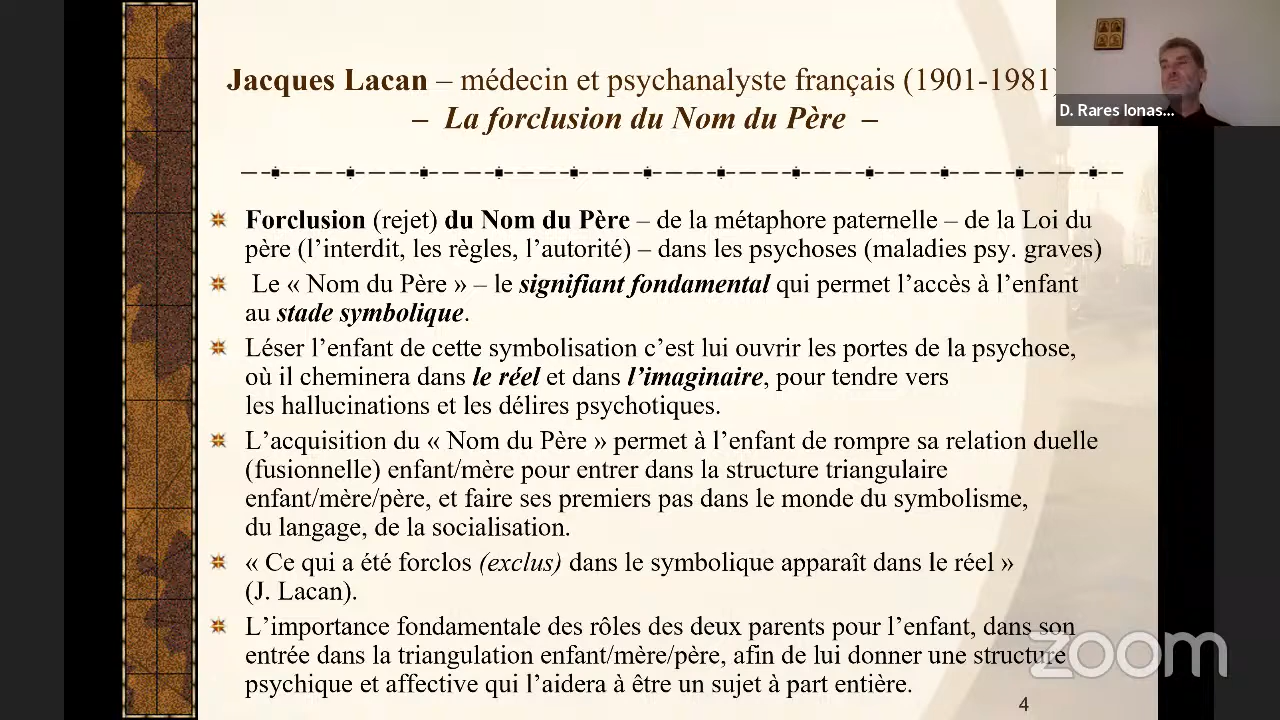 Jacques Lacan – médecin et psychanalyste français (1901-1981)
– La forclusion du Nom du Père –
D. Rares Ionas...
Forclusion (rejet) du Nom du Père – de la métaphore paternelle – de la Loi du
père (l’interdit, les règles, l’autorité) – dans les psychoses (maladies psy. graves)
Le « Nom du Père » – le signifiant fondamental qui permet l’accès à l’enfant
au stade symbolique.
Léser l’enfant de cette symbolisation c’est lui ouvrir les portes de la psychose,
où il cheminera dans le réel et dans l’imaginaire, pour tendre vers
les hallucinations et les délires psychotiques.
L’acquisition du « Nom du Père » permet à l’enfant de rompre sa relation duelle
(fusionnelle) enfant/mère pour entrer dans la structure triangulaire
enfant/mère/père, et faire ses premiers pas dans le monde du symbolisme,
du langage, de la socialisation.
« Ce qui a été forclos (exclus) dans le symbolique apparaît dans le réel »
(J. Lacan).
L’importance fondamentale des rôles des deux parents pour l’enfant, dans son
entrée dans la triangulation enfant/mère/père, afin de lui donner une structure
psychique et affective qui l’aidera à être un sujet à part entière.
zoom
4